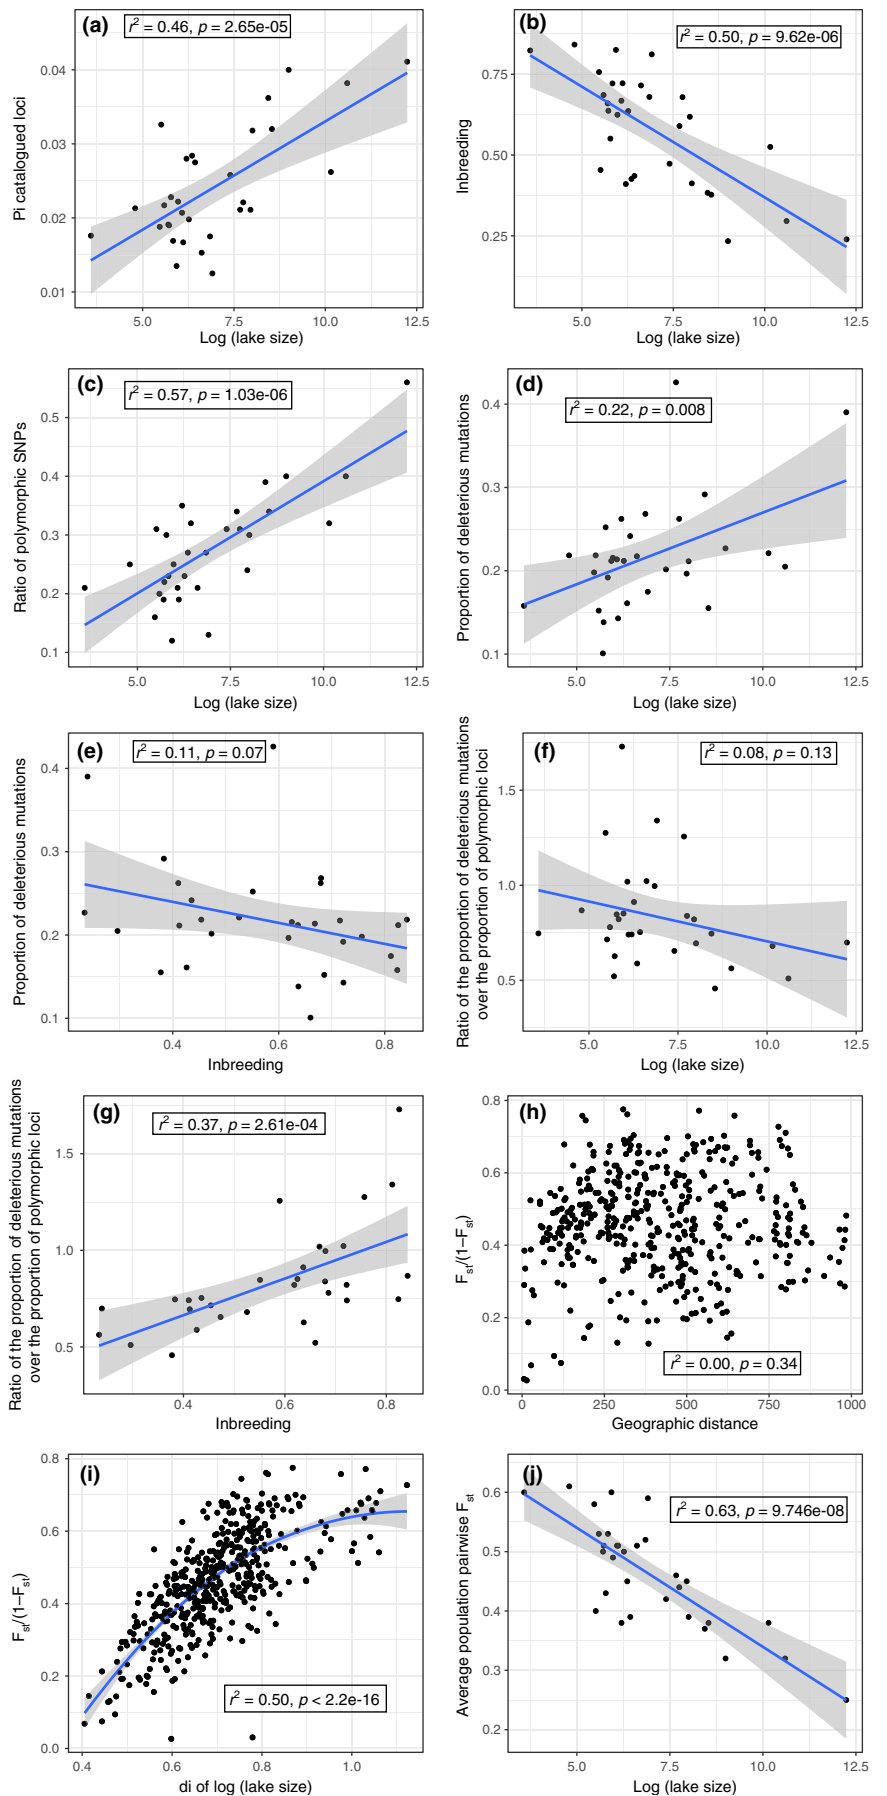 (a)
r² = 0.46, p = 2.65e-05
Pi catalogued loci
0.04
0.03
0.02
0.01
5.0 7.5 10.0 12.5
Log (lake size)
(b)
r² = 0.50, p = 9.62e-06
Inbreeding
0.75
0.50
0.25
5.0 7.5 10.0 12.5
Log (lake size)
(c)
r² = 0.57, p = 1.03e-06
Ratio of polymorphic SNPs
0.5
0.4
0.3
0.2
0.1
5.0 7.5 10.0 12.5
Log (lake size)
(d)
r² = 0.22, p = 0.008
Proportion of deleterious mutations
0.4
0.3
0.2
0.1
5.0 7.5 10.0 12.5
Log (lake size)
(e)
r² = 0.11, p = 0.07
Proportion of deleterious mutations
0.4
0.3
0.2
0.1
0.4 0.6 0.8
Inbreeding
(f)
r² = 0.08, p = 0.13
Ratio of the proportion of deleterious mutations
over the proportion of polymorphic loci
1.5
1.0
0.5
5.0 7.5 10.0 12.5
Log (lake size)
(g)
r² = 0.37, p = 2.61e-04
Ratio of the proportion of deleterious mutations
over the proportion of polymorphic loci
1.5
1.0
0.5
0.4 0.6 0.8
Inbreeding
(h)
r² = 0.00, p = 0.34
Fst/(1−Fst)
0.8
0.6
0.4
0.2
0.0
0 250 500 750 1000
Geographic distance
(i)
r² = 0.50, p < 2.2e-16
Fst/(1−Fst)
0.8
0.6
0.4
0.2
0.0
0.4 0.6 0.8 1.0
di of log (lake size)
(j)
r² = 0.63, p = 9.746e-08
Average population pairwise Fst
0.6
0.5
0.4
0.3
0.2
5.0 7.5 10.0 12.5
Log (lake size)